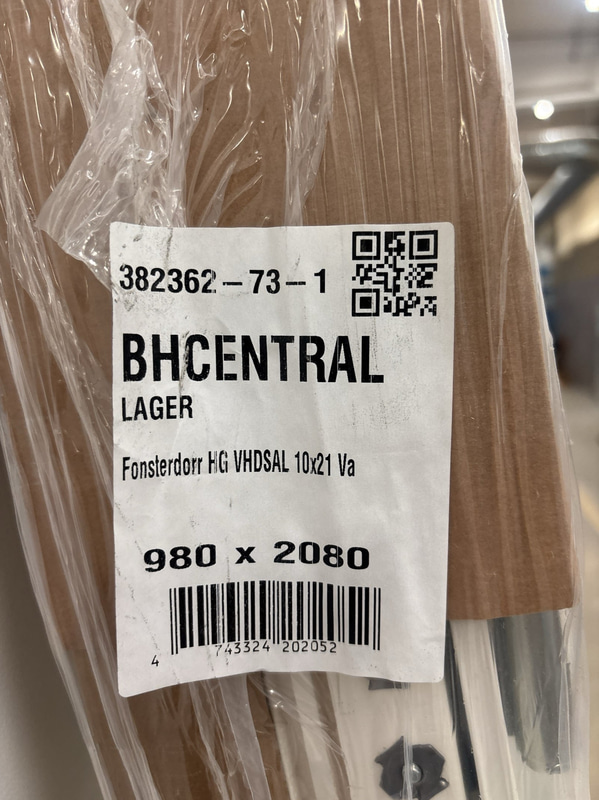 382362-73-1
BHCENTRAL
LAGER
Fonsterdorr HG VHDSAL 10x21 Va
980 x 2080
4 743324 202052